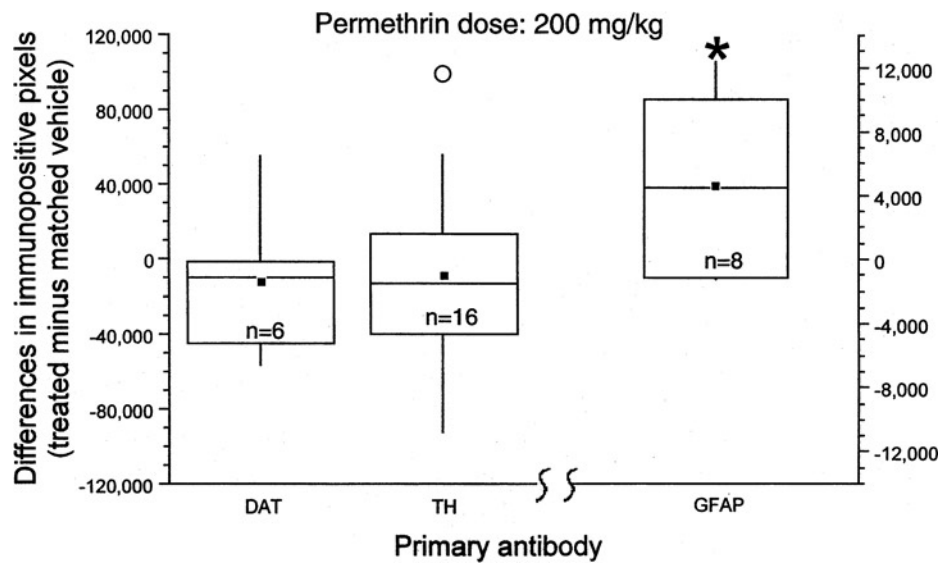 Permethrin dose: 200 mg/kg
Differences in immunopositive pixels
(treated minus matched vehicle)
120,000
80,000
40,000
0
-40,000
-80,000
-120,000
12,000
8,000
4,000
0
-4,000
-8,000
-12,000
*
n=6
n=16
n=8
DAT
TH
GFAP
Primary antibody